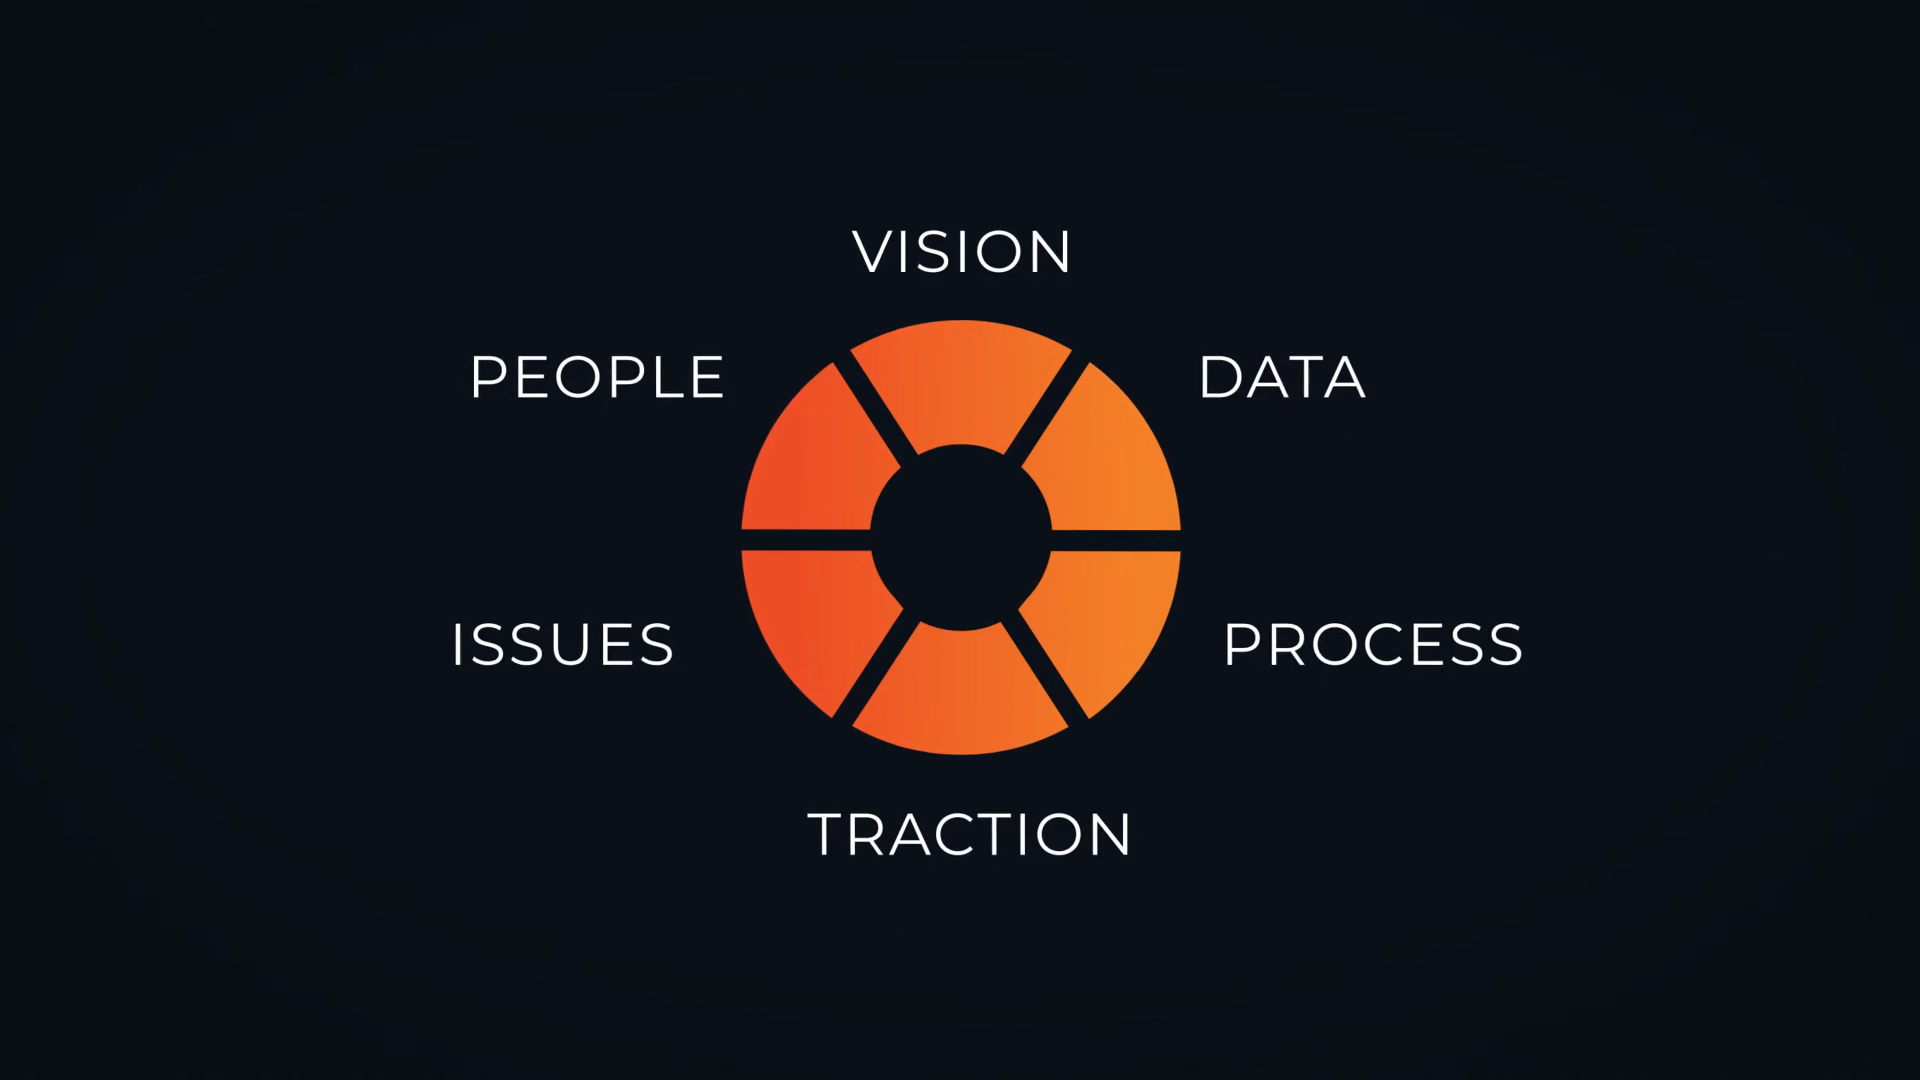 VISION
PEOPLE
DATA
ISSUES
PROCESS
TRACTION